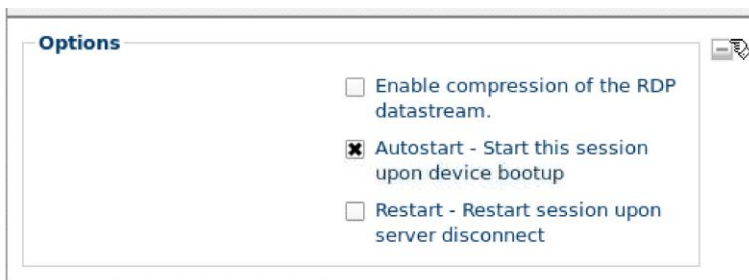 Options
Enable compression of the RDP
datastream.
Autostart - Start this session
upon device bootup
Restart - Restart session upon
server disconnect